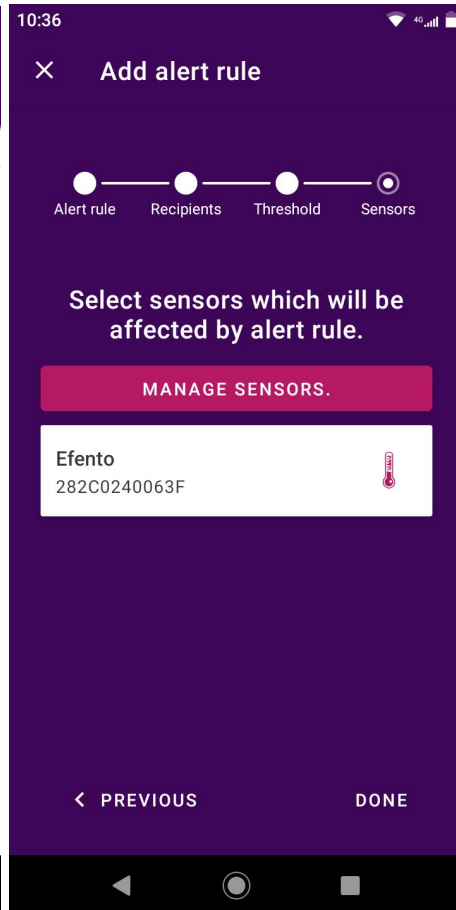 10:36
4G
Add alert rule
Alert rule Recipients Threshold Sensors
Select sensors which will be
affected by alert rule.
MANAGE SENSORS.
Efento
282C0240063F
PREVIOUS DONE